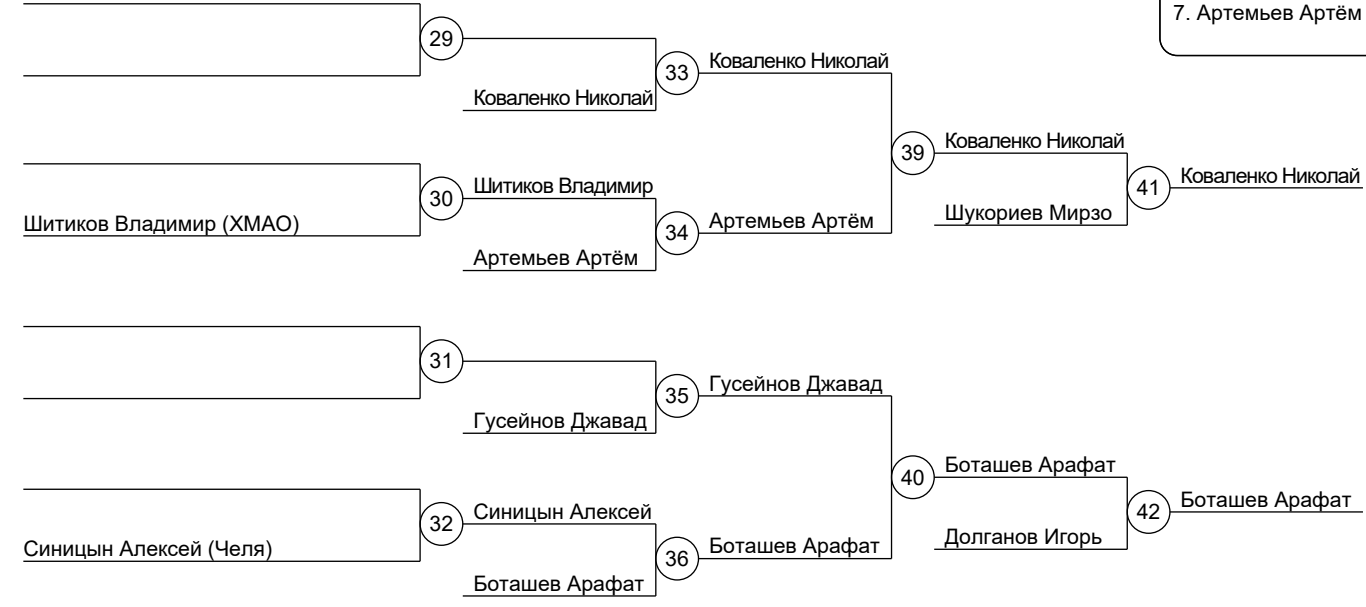 7. Артемьев Артём
29
33
Коваленко Николай
Коваленко Николай
39
Коваленко Николай
41
Коваленко Николай
30
Шитиков Владимир
Шитиков Владимир (ХМАО)
34
Артемьев Артём
Шукориев Мирзо
Артемьев Артём
31
35
Гусейнов Джавад
Гусейнов Джавад
40
Боташев Арафат
42
Боташев Арафат
32
Синицын Алексей
Синицын Алексей (Челя)
36
Боташев Арафат
Долганов Игорь
Боташев Арафат